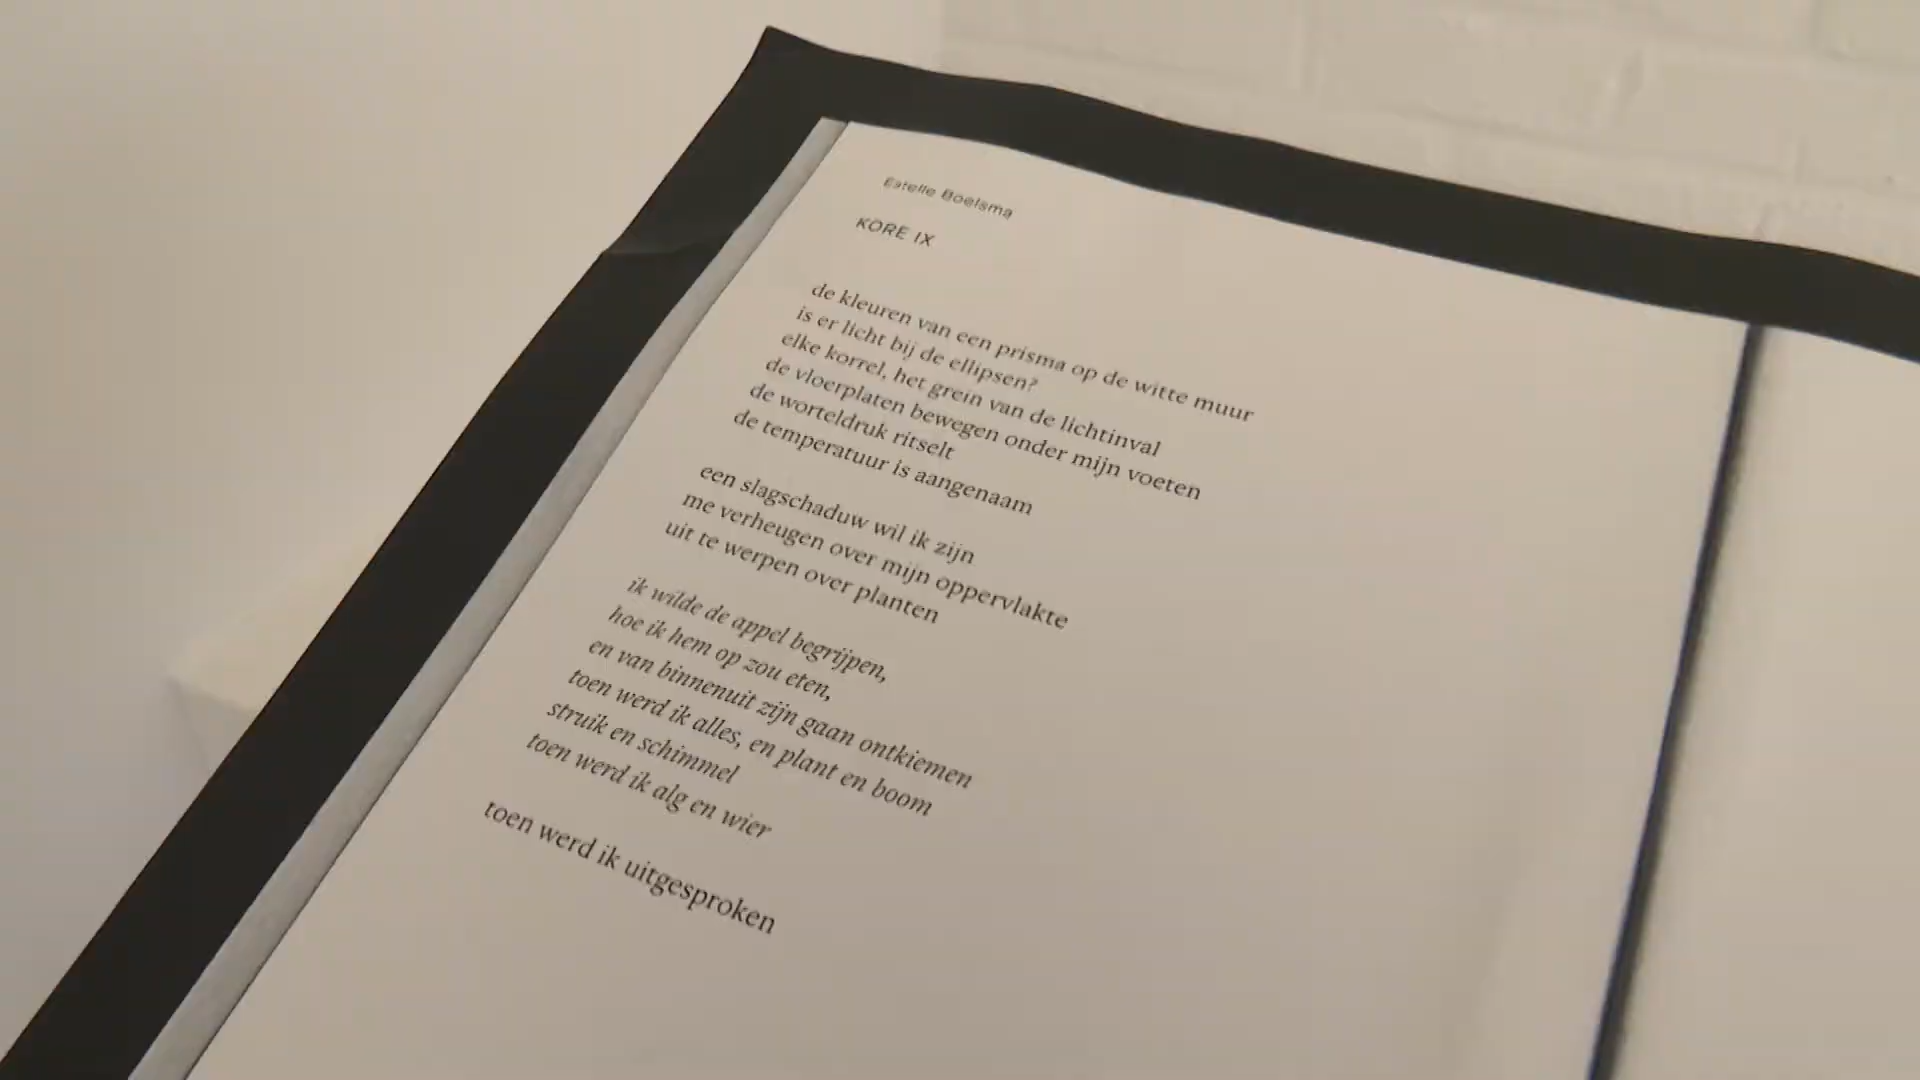 Estelle Boelsma
KORE IX
de kleuren van een prisma op de witte muur
is er licht bij de ellipsen?
elke korrel, het grein van de lichtinval
de vloerplaten bewegen onder mijn voeten
de worteldruk ritselt
de temperatuur is aangenaam
een slagschaduw wil ik zijn
me verheugen over mijn oppervlakte
uit te werpen over planten
ik wilde de appel begrijpen,
hoe ik hem op zou eten,
en van binnenuit zijn gaan ontkiemen
toen werd ik alles, en plant en boom
struik en schimmel
toen werd ik alg en wier
toen werd ik uitgesproken